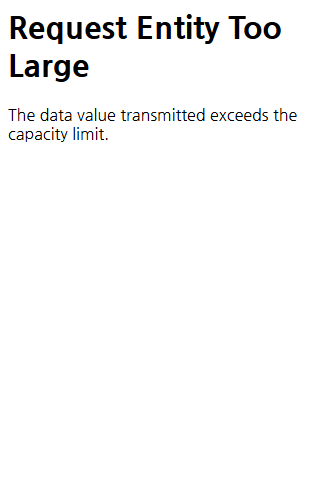 Request Entity Too
Large
The data value transmitted exceeds the
capacity limit.